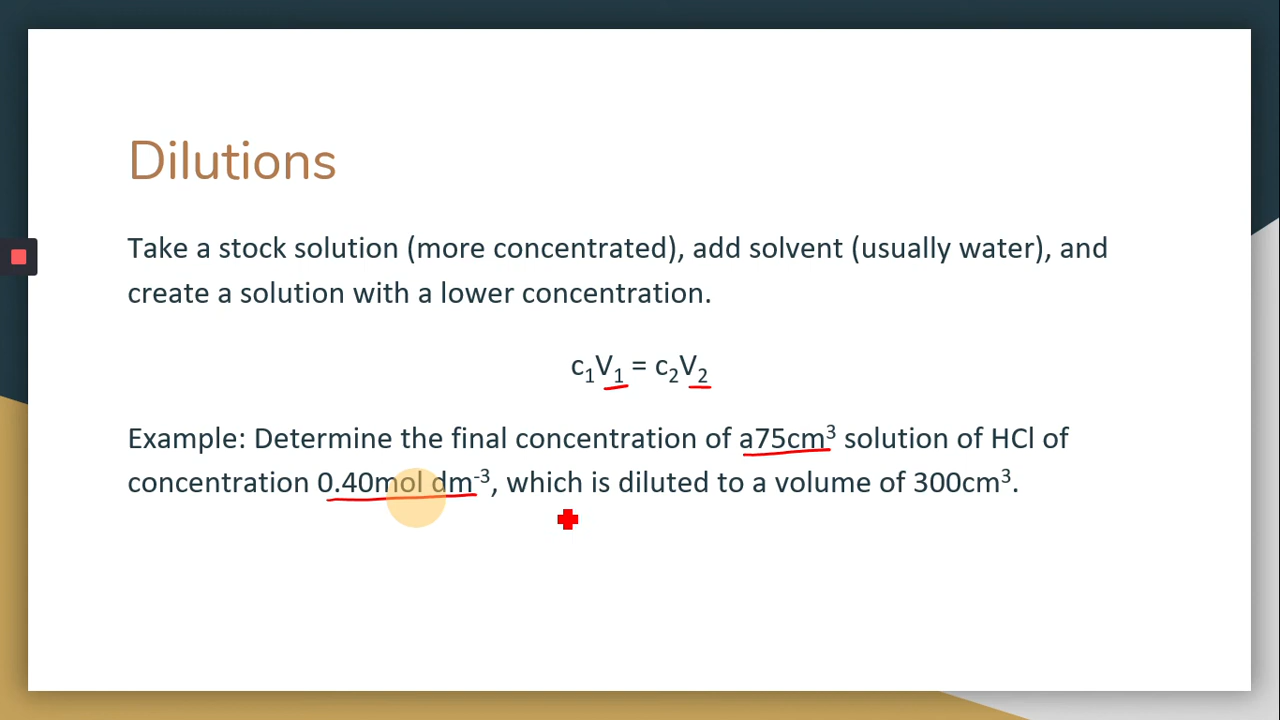 Dilutions
Take a stock solution (more concentrated), add solvent (usually water), and
create a solution with a lower concentration.
c₁V₁ = c₂V₂
Example: Determine the final concentration of a75cm³ solution of HCl of
concentration 0.40mol dm⁻³, which is diluted to a volume of 300cm³.